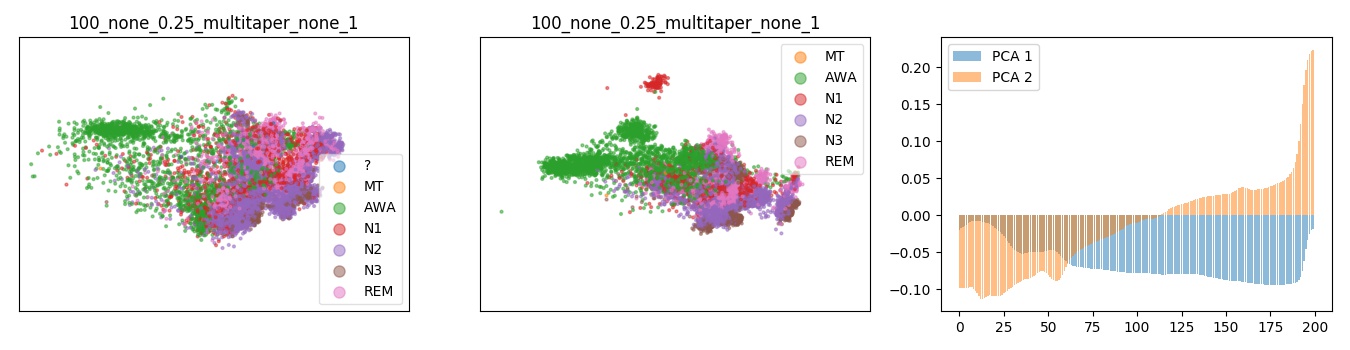 100_none_0.25_multitaper_none_1
?
MT
AWA
N1
N2
N3
REM
100_none_0.25_multitaper_none_1
MT
AWA
N1
N2
N3
REM
PCA 1
PCA 2
0.20
0.15
0.10
0.05
0.00
−0.05
−0.10
0 25 50 75 100 125 150 175 200